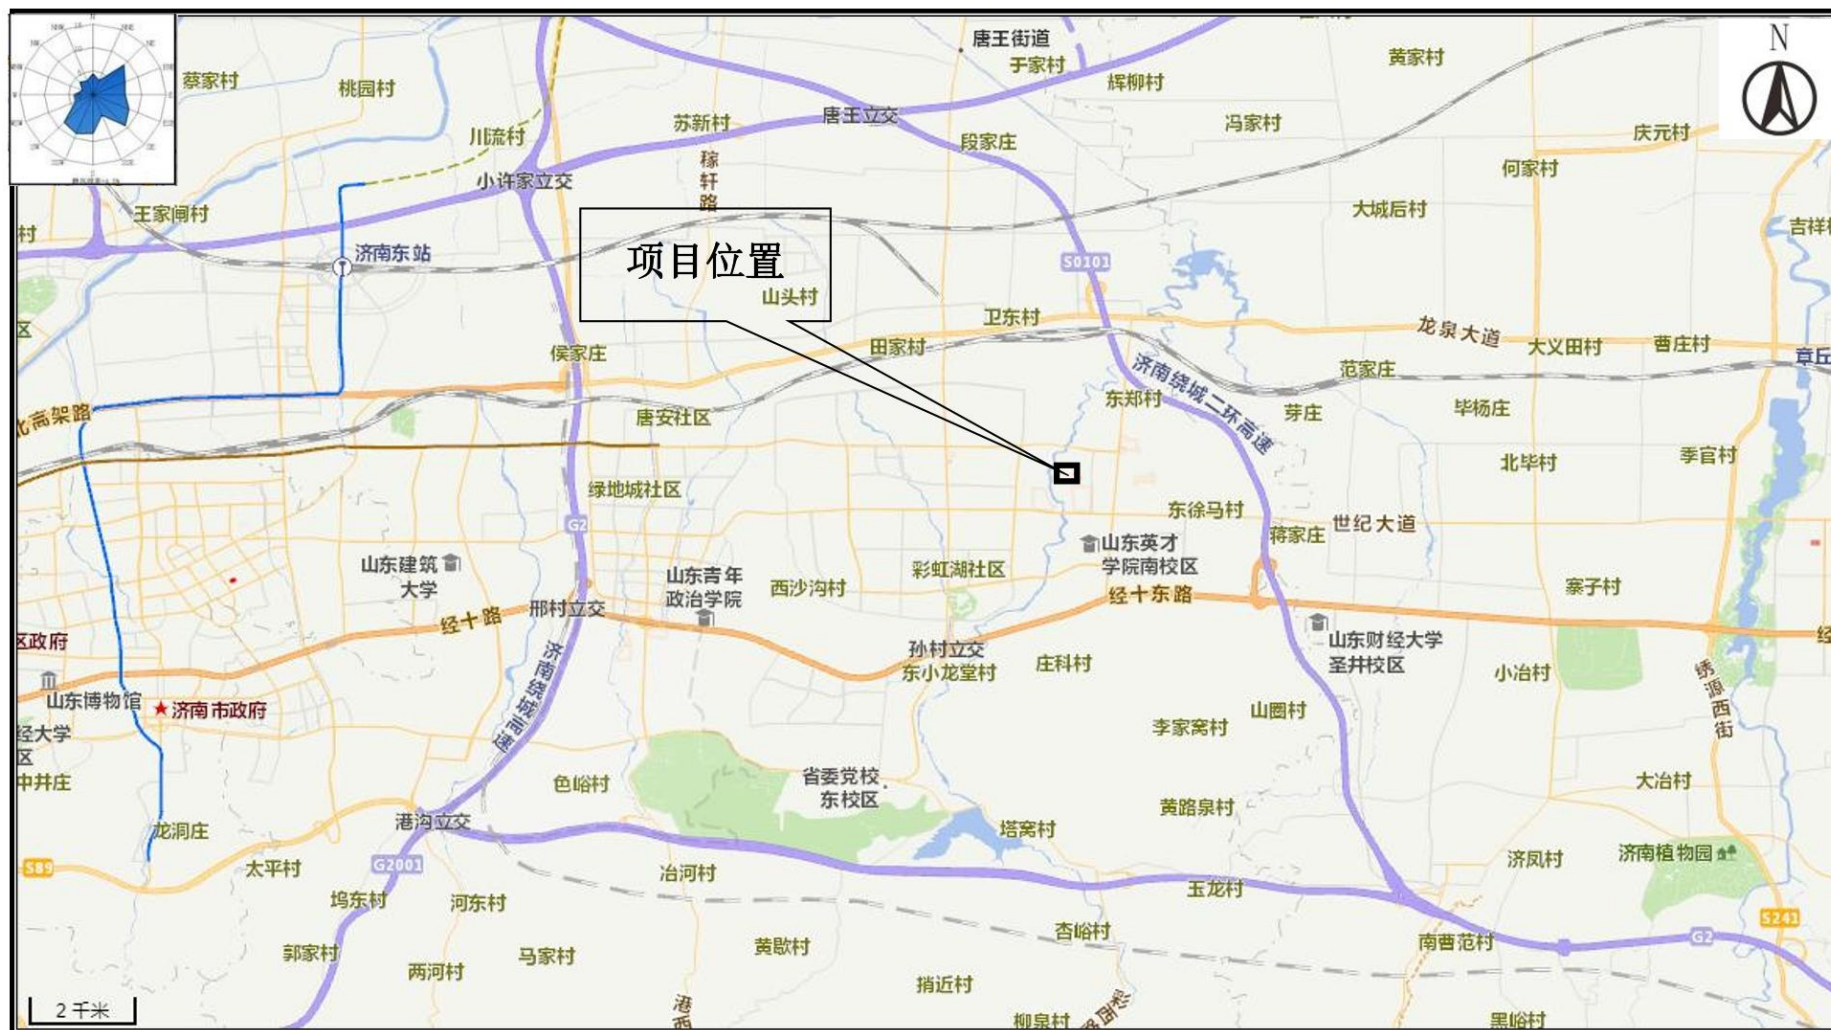 唐王街道
于家村
黄家村
N
蔡家村
桃园村
辉柳村
川流村
苏新村
唐王立交
冯家村
庆元村
段家庄
何家村
小许家立交
稼轩路
王家闸村
大城后村
吉祥村
村
济南东站
项目位置
S0101
山头村
卫东村
龙泉大道
区
侯家庄
田家村
大义田村
曹庄村
章丘
范家庄
济南绕城二环高速
北高架路
唐安社区
东郑村
芽庄
毕杨庄
季官村
北毕村
绿地城社区
东徐马村
世纪大道
G2
蒋家庄
山东建筑
大学
山东青年
政治学院
西沙沟村
彩虹湖社区
山东英才
学院南校区
寨子村
经十路
邢村立交
经十东路
区政府
孙村立交
东小龙堂村
庄科村
山东财经大学
圣井校区
小冶村
经
济南绕城高速
山东博物馆
济南市政府
绣源西街
李家窝村
山圈村
经大学
区
中井庄
色峪村
省委党校
东校区
大冶村
黄路泉村
龙洞庄
港沟立交
塔窝村
S89
太平村
G2001
冶河村
济凤村
济南植物园
玉龙村
坞东村
河东村
S241
杏峪村
郭家村
马家村
黄歇村
南曹范村
G2
两河村
捎近村
2 千米
港西
柳泉村
彩西路
黑峪村